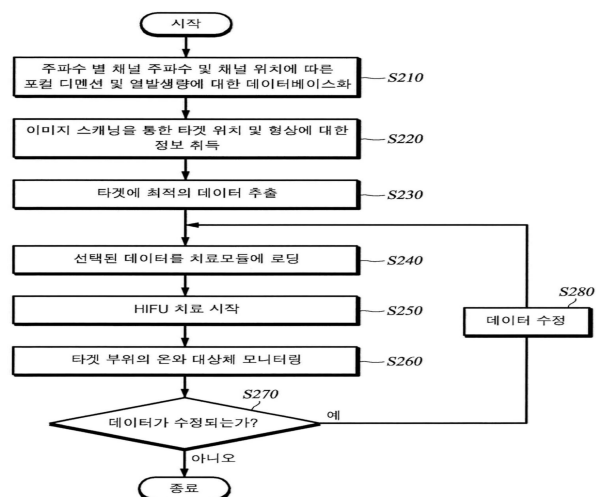 시작
주파수 별 채널 주파수 및 채널 위치에 따른
포컬 디멘션 및 열발생량에 대한 데이터베이스화
S210
이미지 스캐닝을 통한 타겟 위치 및 형상에 대한
정보 취득
S220
타겟에 최적의 데이터 추출
S230
선택된 데이터를 치료모듈에 로딩
S240
HIFU 치료 시작
S250
타겟 부위의 온와 대상체 모니터링
S260
S270
데이터가 수정되는가?
예
S280
데이터 수정
아니오
종료